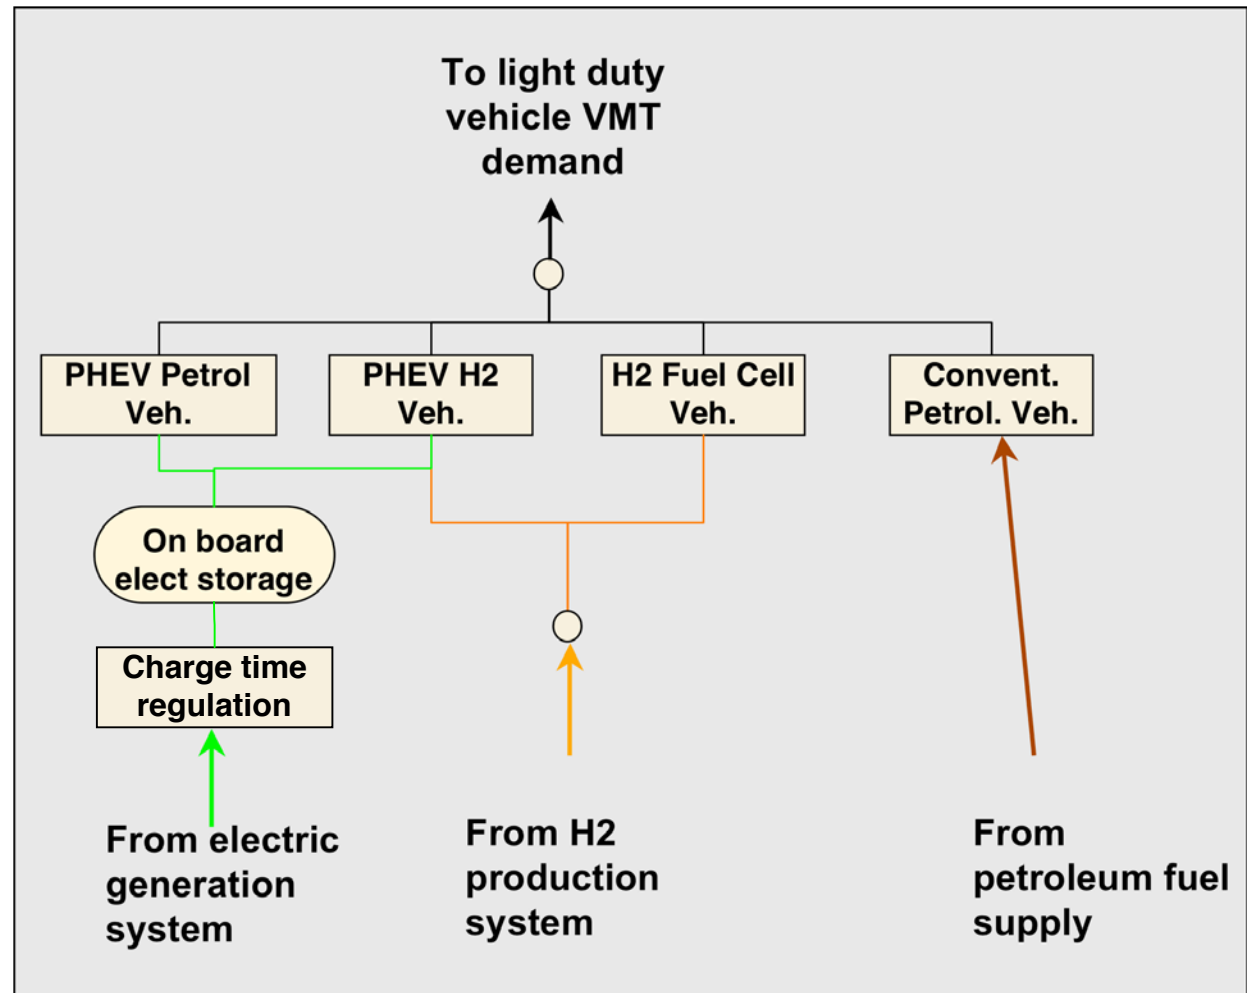 To light duty
vehicle VMT
demand
PHEV Petrol
Veh.
PHEV H2
Veh.
H2 Fuel Cell
Veh.
Convent.
Petrol. Veh.
On board
elect storage
Charge time
regulation
From electric
generation
system
From H2
production
system
From
petroleum fuel
supply